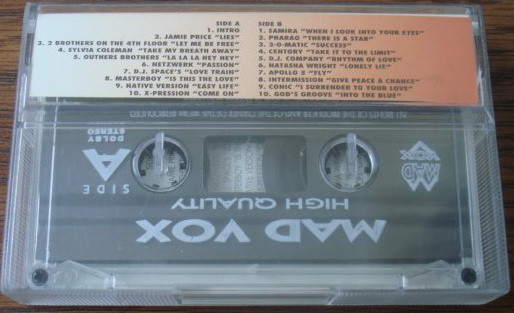 SIDE A
1. INTRO
2. JAMIE PRICE "LIES"
3. 2 BROTHERS ON THE 4TH FLOOR "LET ME BE FREE"
4. SYLVIA COLEMAN "TAKE MY BREATH AWAY"
5. OUTHERS BROTHERS "LA LA LA HEY HEY"
6. NETZWERK "PASSION"
7. D.J. SPACE'S "LOVE TRAIN"
8. MASTERBOY "IS THIS THE LOVE"
9. NATIVE VERSION "EASY LIFE"
10. X-PRESSION "COME ON"
SIDE B
1. SAMIRA "WHEN I LOOK INTO YOUR EYES"
2. PHARAO "THERE IS A STAR"
3. 3-O-MATIC "SUCCESS"
4. CENTORY "TAKE IT TO THE LIMIT"
5. D.J. COMPANY "RHYTHM OF LOVE"
6. NATASHA WRIGHT "LONELY LIE"
7. APOLLO 5 "FLY"
8. INTERMISSION "GIVE PEACE A CHANCE"
9. CONIC "I SURRENDER TO YOUR LOVE"
10. GOD'S GROOVE "INTO THE BLUE"
MAD VOX
HIGH QUALITY
MAD
VOX
SIDE
A
DOLBY
STEREO